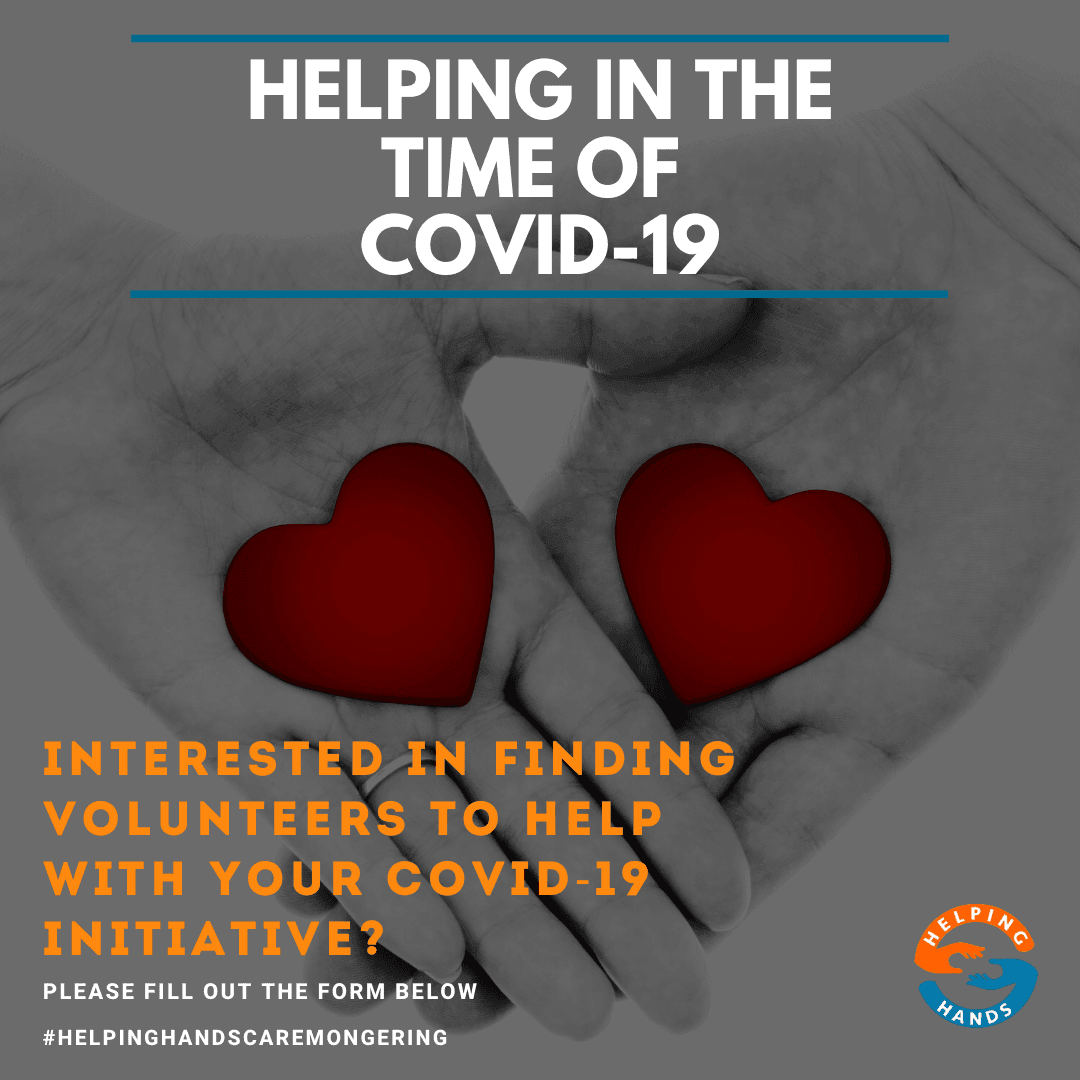 HELPING IN THE
TIME OF
COVID-19
INTERESTED IN FINDING
VOLUNTEERS TO HELP
WITH YOUR COVID-19
INITIATIVE?
PLEASE FILL OUT THE FORM BELOW
#HELPINGHANDSCAREMONGERING
HELPING
HANDS